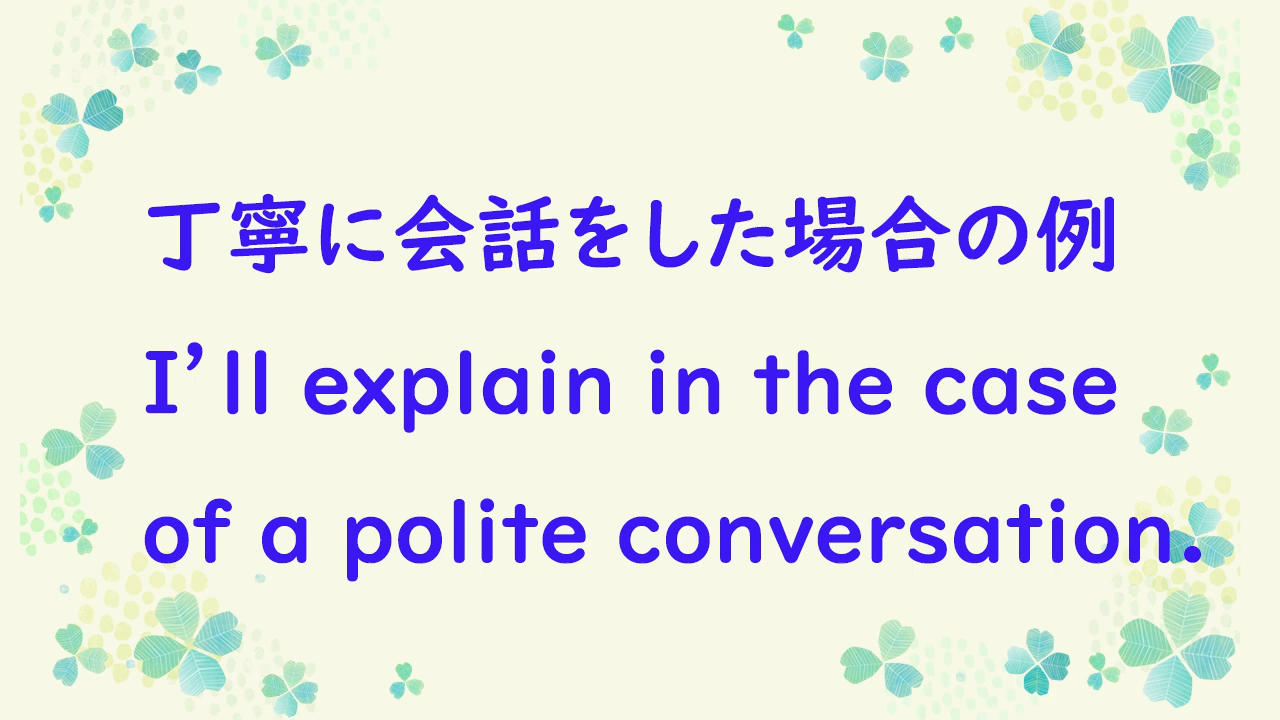 丁寧に会話をした場合の例
I’ll explain in the case
of a polite conversation.